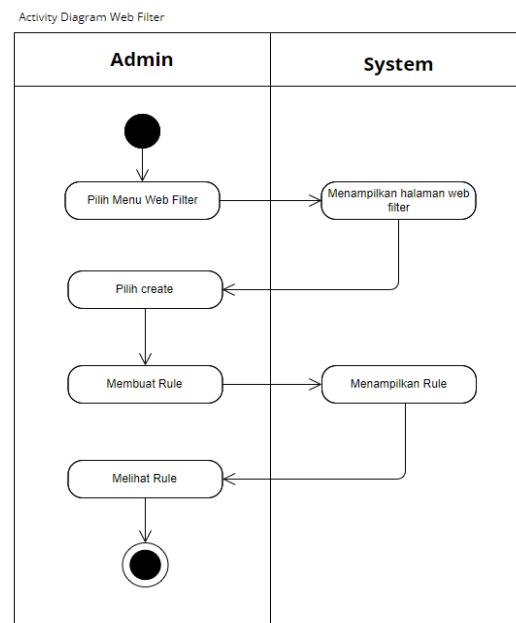 Activity Diagram Web Filter
Admin
System
Pilih Menu Web Filter
Menampilkan halaman web
filter
Pilih create
Membuat Rule
Menampilkan Rule
Melihat Rule